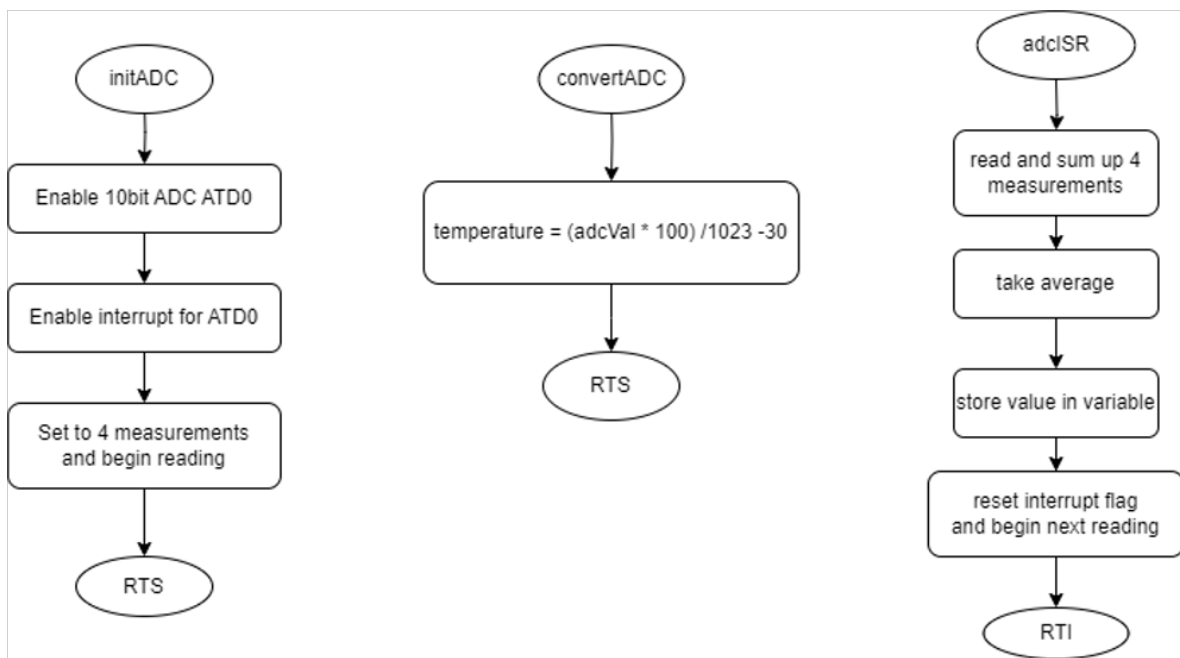 initADC
Enable 10bit ADC ATD0
Enable interrupt for ATD0
Set to 4 measurements
and begin reading
RTS
convertADC
temperature = (adcVal * 100) /1023 -30
RTS
adcISR
read and sum up 4
measurements
take average
store value in variable
reset interrupt flag
and begin next reading
RTI